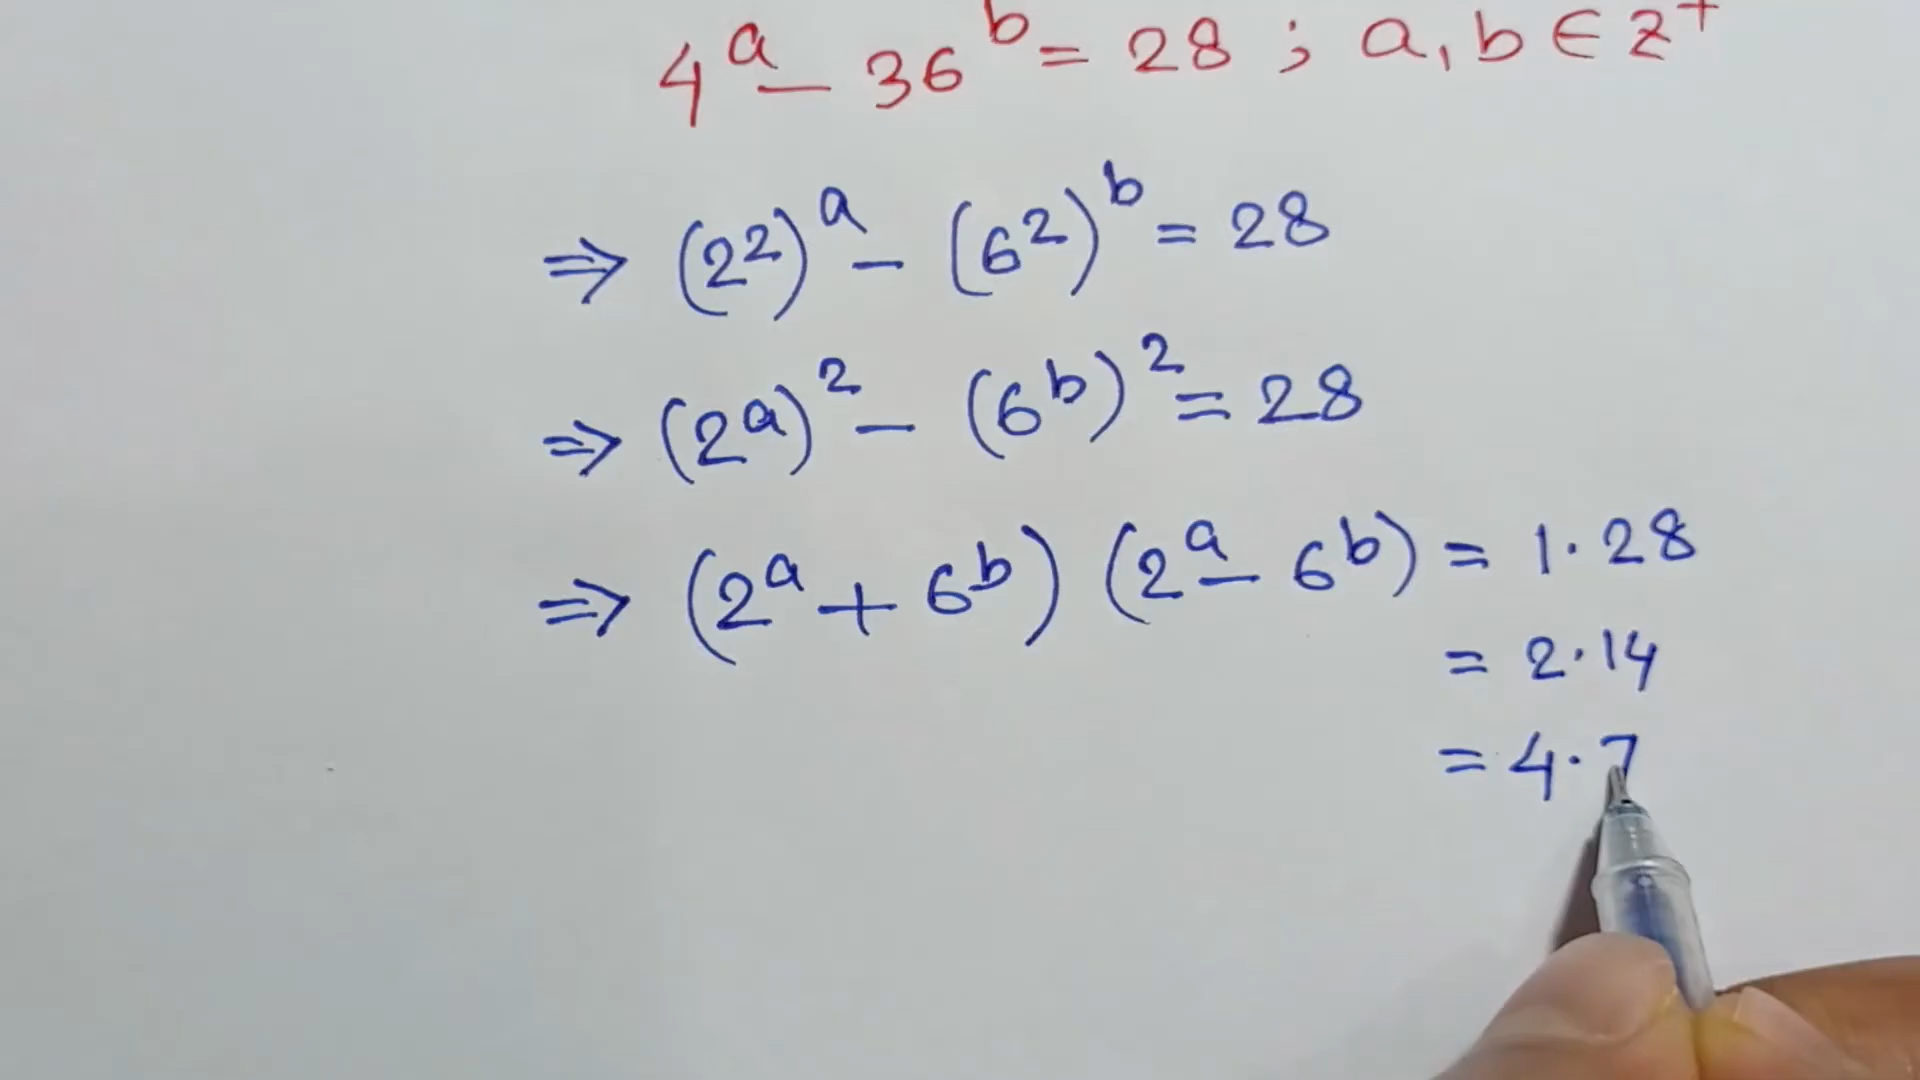 4^a - 36^b = 28 ; a, b ∈ Z^+
⇒ (2^2)^a - (6^2)^b = 28
⇒ (2^a)^2 - (6^b)^2 = 28
⇒ (2^a + 6^b) (2^a - 6^b) = 1·28
= 2·14
= 4·7